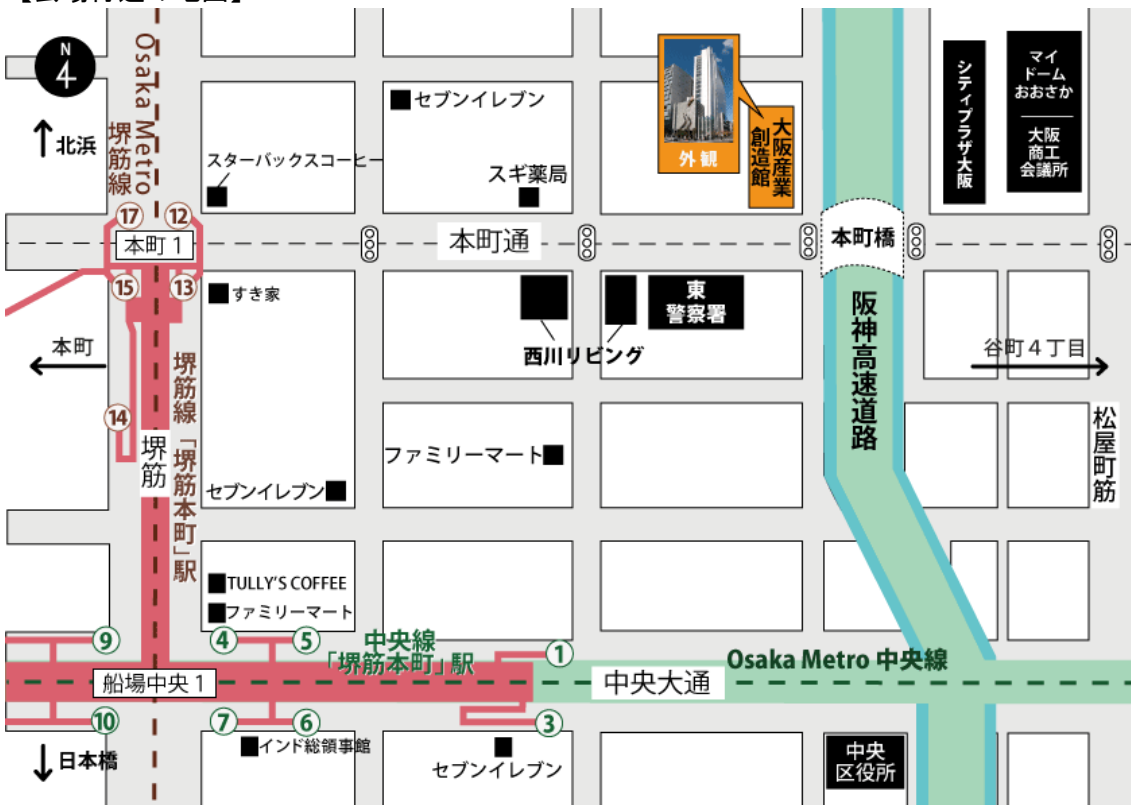 N
北浜
Osaka Metro
堺筋線
スターバックスコーヒー
セブンイレブン
スギ薬局
外観
大阪産業
創造館
シティプラザ大阪
マイ
ドーム
おおさか
大阪
商工
会議所
17
12
本町1
本町通
本町橋
15
13
すき家
西川リビング
東
警察署
本町
14
堺筋
堺筋線「堺筋本町」駅
阪神高速道路
谷町4丁目
松屋町筋
ファミリーマート
セブンイレブン
TULLY'S COFFEE
ファミリーマート
9
4
5
中央線
「堺筋本町」駅
1
Osaka Metro 中央線
船場中央1
中央大通
10
7
6
3
日本橋
インド総領事館
セブンイレブン
中央
区役所